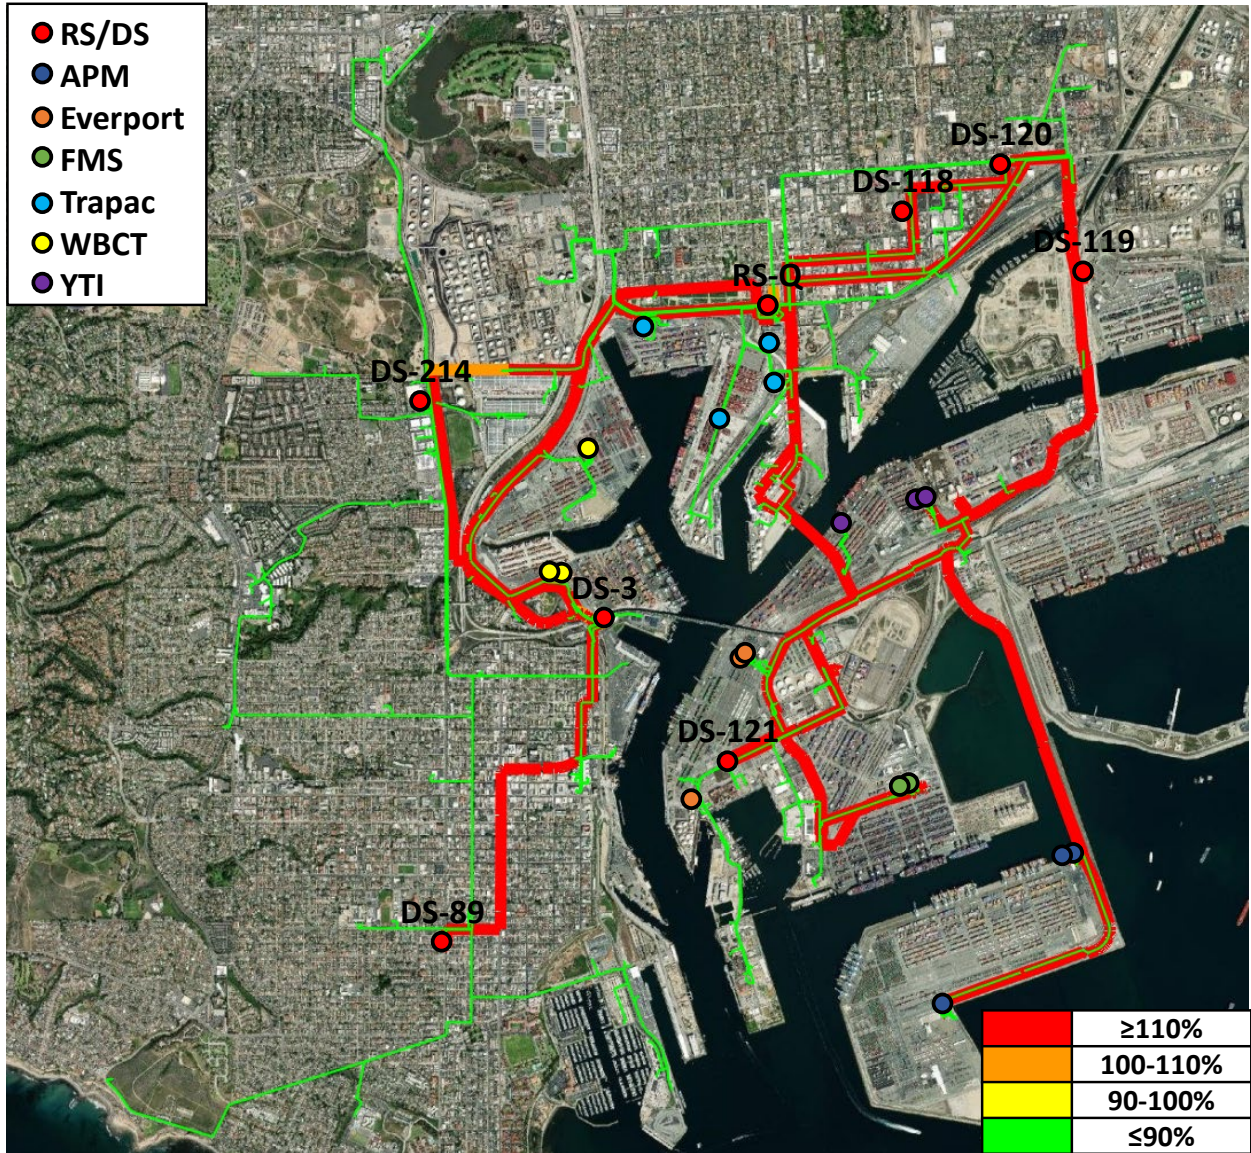 RS/DS
APM
Everport
FMS
Trapac
WBCT
YTI
DS-120
DS-118
DS-119
RS-Q
DS-214
DS-3
DS-121
DS-89
≥110%
100-110%
90-100%
≤90%